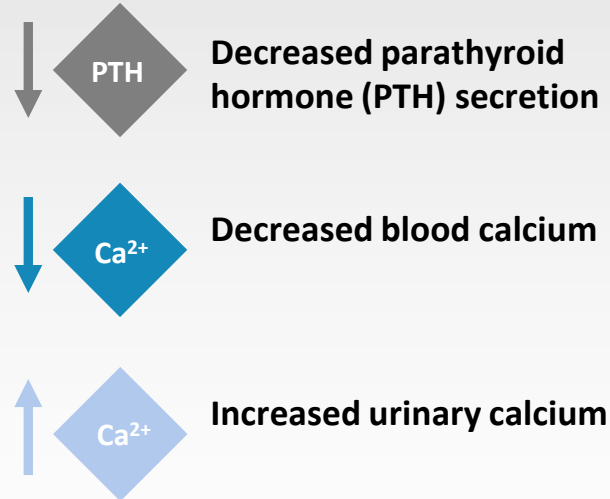 PTH
Decreased parathyroid
hormone (PTH) secretion
Ca²⁺
Decreased blood calcium
Ca²⁺
Increased urinary calcium